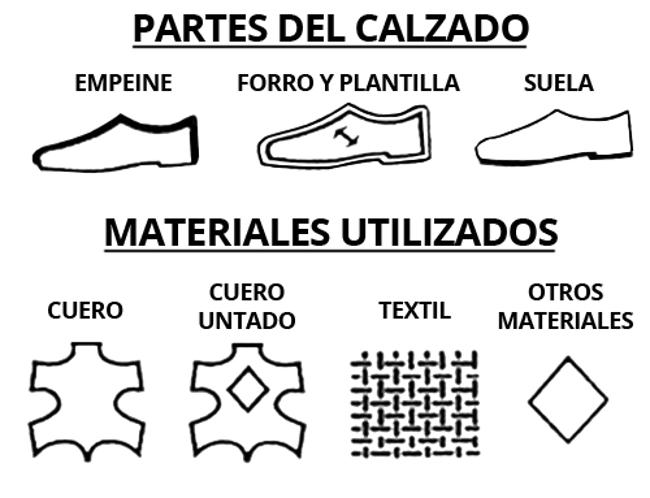 PARTES DEL CALZADO
EMPEINE
FORRO Y PLANTILLA
SUELA
MATERIALES UTILIZADOS
CUERO
CUERO
UNTADO
TEXTIL
OTROS
MATERIALES